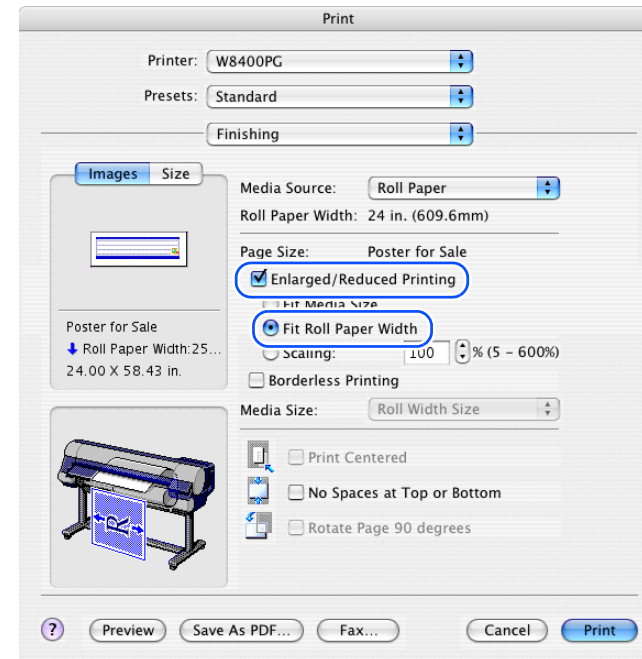 Print
Printer: W8400PG
Presets: Standard
Finishing
Images Size
Poster for Sale
Roll Paper Width:25...
24.00 X 58.43 in.
Media Source: Roll Paper
Roll Paper Width: 24 in. (609.6mm)
Page Size: Poster for Sale
Enlarged/Reduced Printing
Fit Media Size
Fit Roll Paper Width
Scaling: 100 % (5 – 600%)
Borderless Printing
Media Size: Roll Width Size
R
Print Centered
No Spaces at Top or Bottom
Rotate Page 90 degrees
? Preview Save As PDF... Fax... Cancel Print